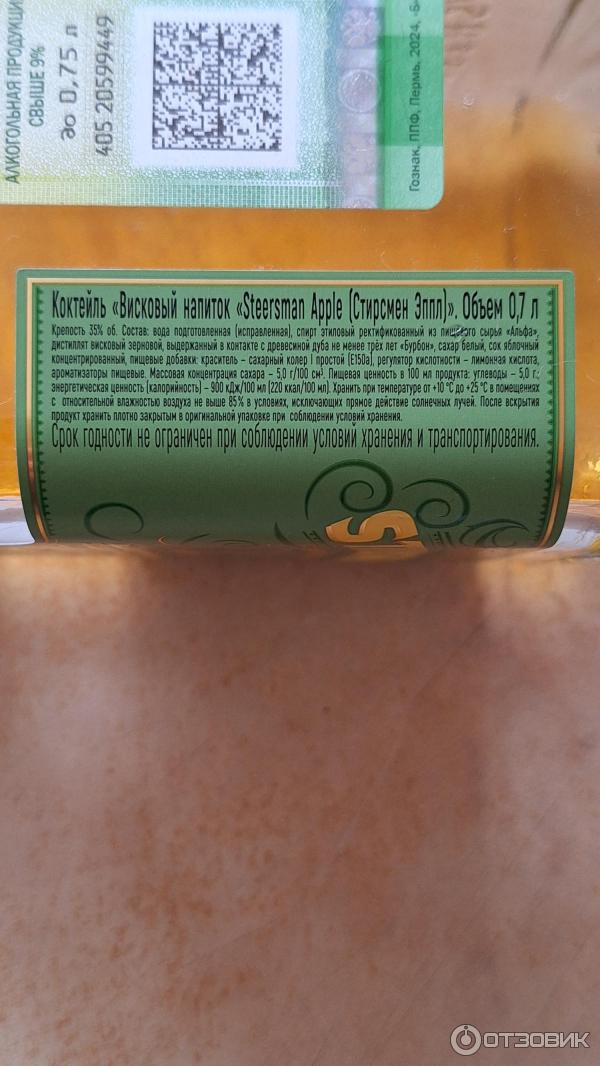 АЛКОГОЛЬНАЯ ПРОДУКЦИЯ
СВЫШЕ 9%
до 0,75 л
405 20599449
Гознак, ППФ, Пермь, 2024,
Коктейль «Висковый напиток «Steersman Apple (Стирсмен Эппл)». Объем 0,7 л
Крепость 35% об. Состав: вода подготовленная (исправленная), спирт этиловый ректификованный из пищевого сырья «Альфа»,
дистиллят висковый зерновой, выдержанный в контакте с древесиной дуба не менее трёх лет «Бурбон», сахар белый, сок яблочный
концентрированный, пищевые добавки: краситель – сахарный колер I простой (Е150а), регулятор кислотности – лимонная кислота,
ароматизаторы пищевые. Массовая концентрация сахара – 5,0 г/100 см³. Пищевая ценность в 100 мл продукта: углеводы – 5,0 г;
энергетическая ценность (калорийность) – 900 кДж/100 мл (220 ккал/100 мл). Хранить при температуре от +10 °С до +25 °С в помещениях
с относительной влажностью воздуха не выше 85% в условиях, исключающих прямое действие солнечных лучей. После вскрытия
продукт хранить плотно закрытым в оригинальной упаковке при соблюдении условий хранения.
Срок годности не ограничен при соблюдении условий хранения и транспортирования.
S
ОТЗОВИК